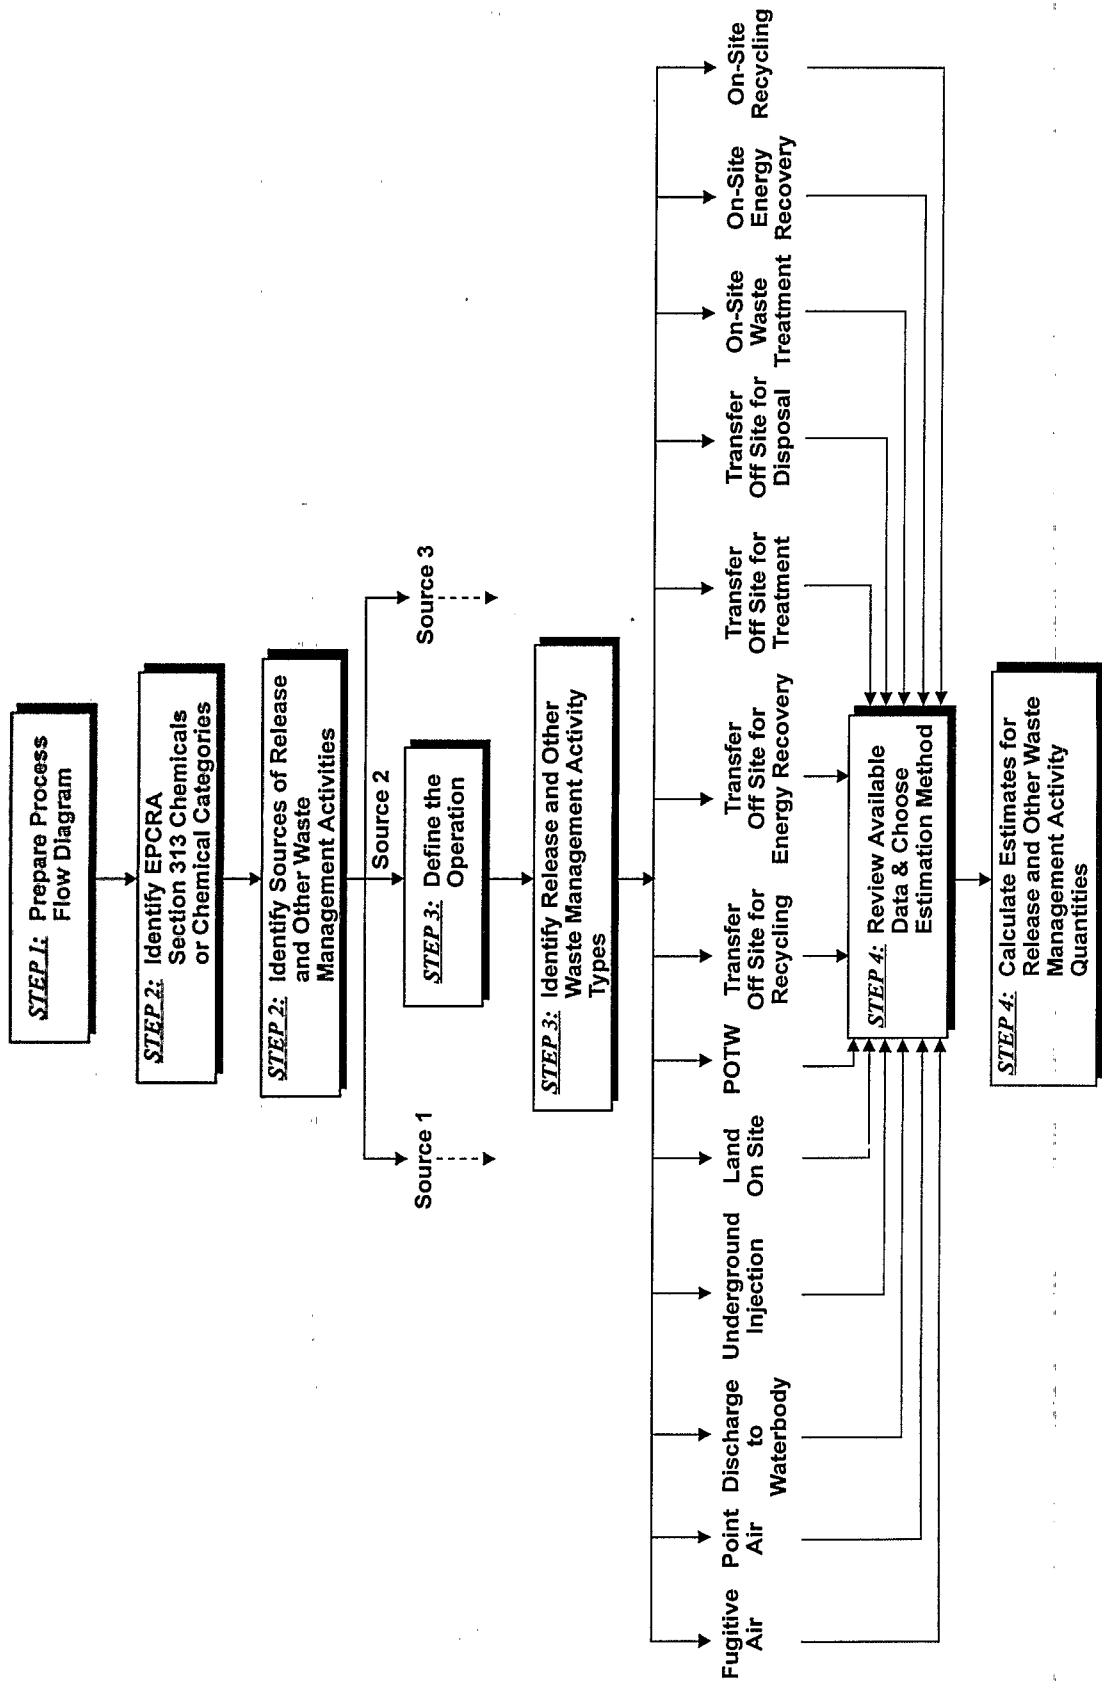 STEP 1: Prepare Process
Flow Diagram
STEP 2: Identify EPCRA
Section 313 Chemicals
or Chemical Categories
STEP 2: Identify Sources of Release
and Other Waste
Management Activities
Source 1
Source 2
Source 3
STEP 3: Define the
Operation
STEP 3: Identify Release and Other
Waste Management Activity
Types
Fugitive
Air
Point
Air
Discharge
to
Waterbody
Underground
Injection
Land
On Site
POTW
Transfer
Off Site for
Recycling
Transfer
Off Site for
Energy Recovery
Transfer
Off Site for
Treatment
Transfer
Off Site for
Disposal
On-Site
Waste
Treatment
On-Site
Energy
Recovery
On-Site
Recycling
STEP 4: Review Available
Data & Choose
Estimation Method
STEP 4: Calculate Estimates for
Release and Other Waste
Management Activity
Quantities